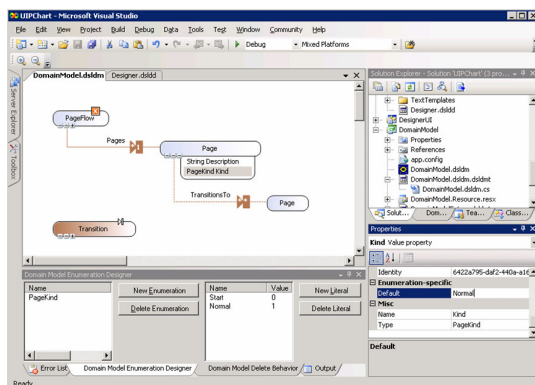 UIPChart - Microsoft Visual Studio
File Edit View Project Build Debug Data Tools Test Window Community Help
Debug Mixed Platforms
DomainModel.dsldm Designer.dsldd
Server Explorer
Toolbox
PageFlow
Pages
Page
String Description
PageKind Kind
TransitionsTo
Page
Transition
Solution Explorer - Solution 'UIPChart' (3 pro...
TextTemplates
Designer.dsldd
DesignerUI
DomainModel
Properties
References
app.config
DomainModel.dsldm
DomainModel.dsldm.dsldmt
DomainModel.dsldm.cs
DomainModel.Resource.resx
Solut... Dom... Tea... Class...
Properties
Kind Value property
Identity 6422a795-daf2-440a-a16
Enumeration-specific
Default Normal
Misc
Name Kind
Type PageKind
Default
Domain Model Enumeration Designer
Name
PageKind
New Enumeration
Delete Enumeration
Name Value
Start 0
Normal 1
New Literal
Delete Literal
Error List Domain Model Enumeration Designer Domain Model Delete Behavior Output
Ready